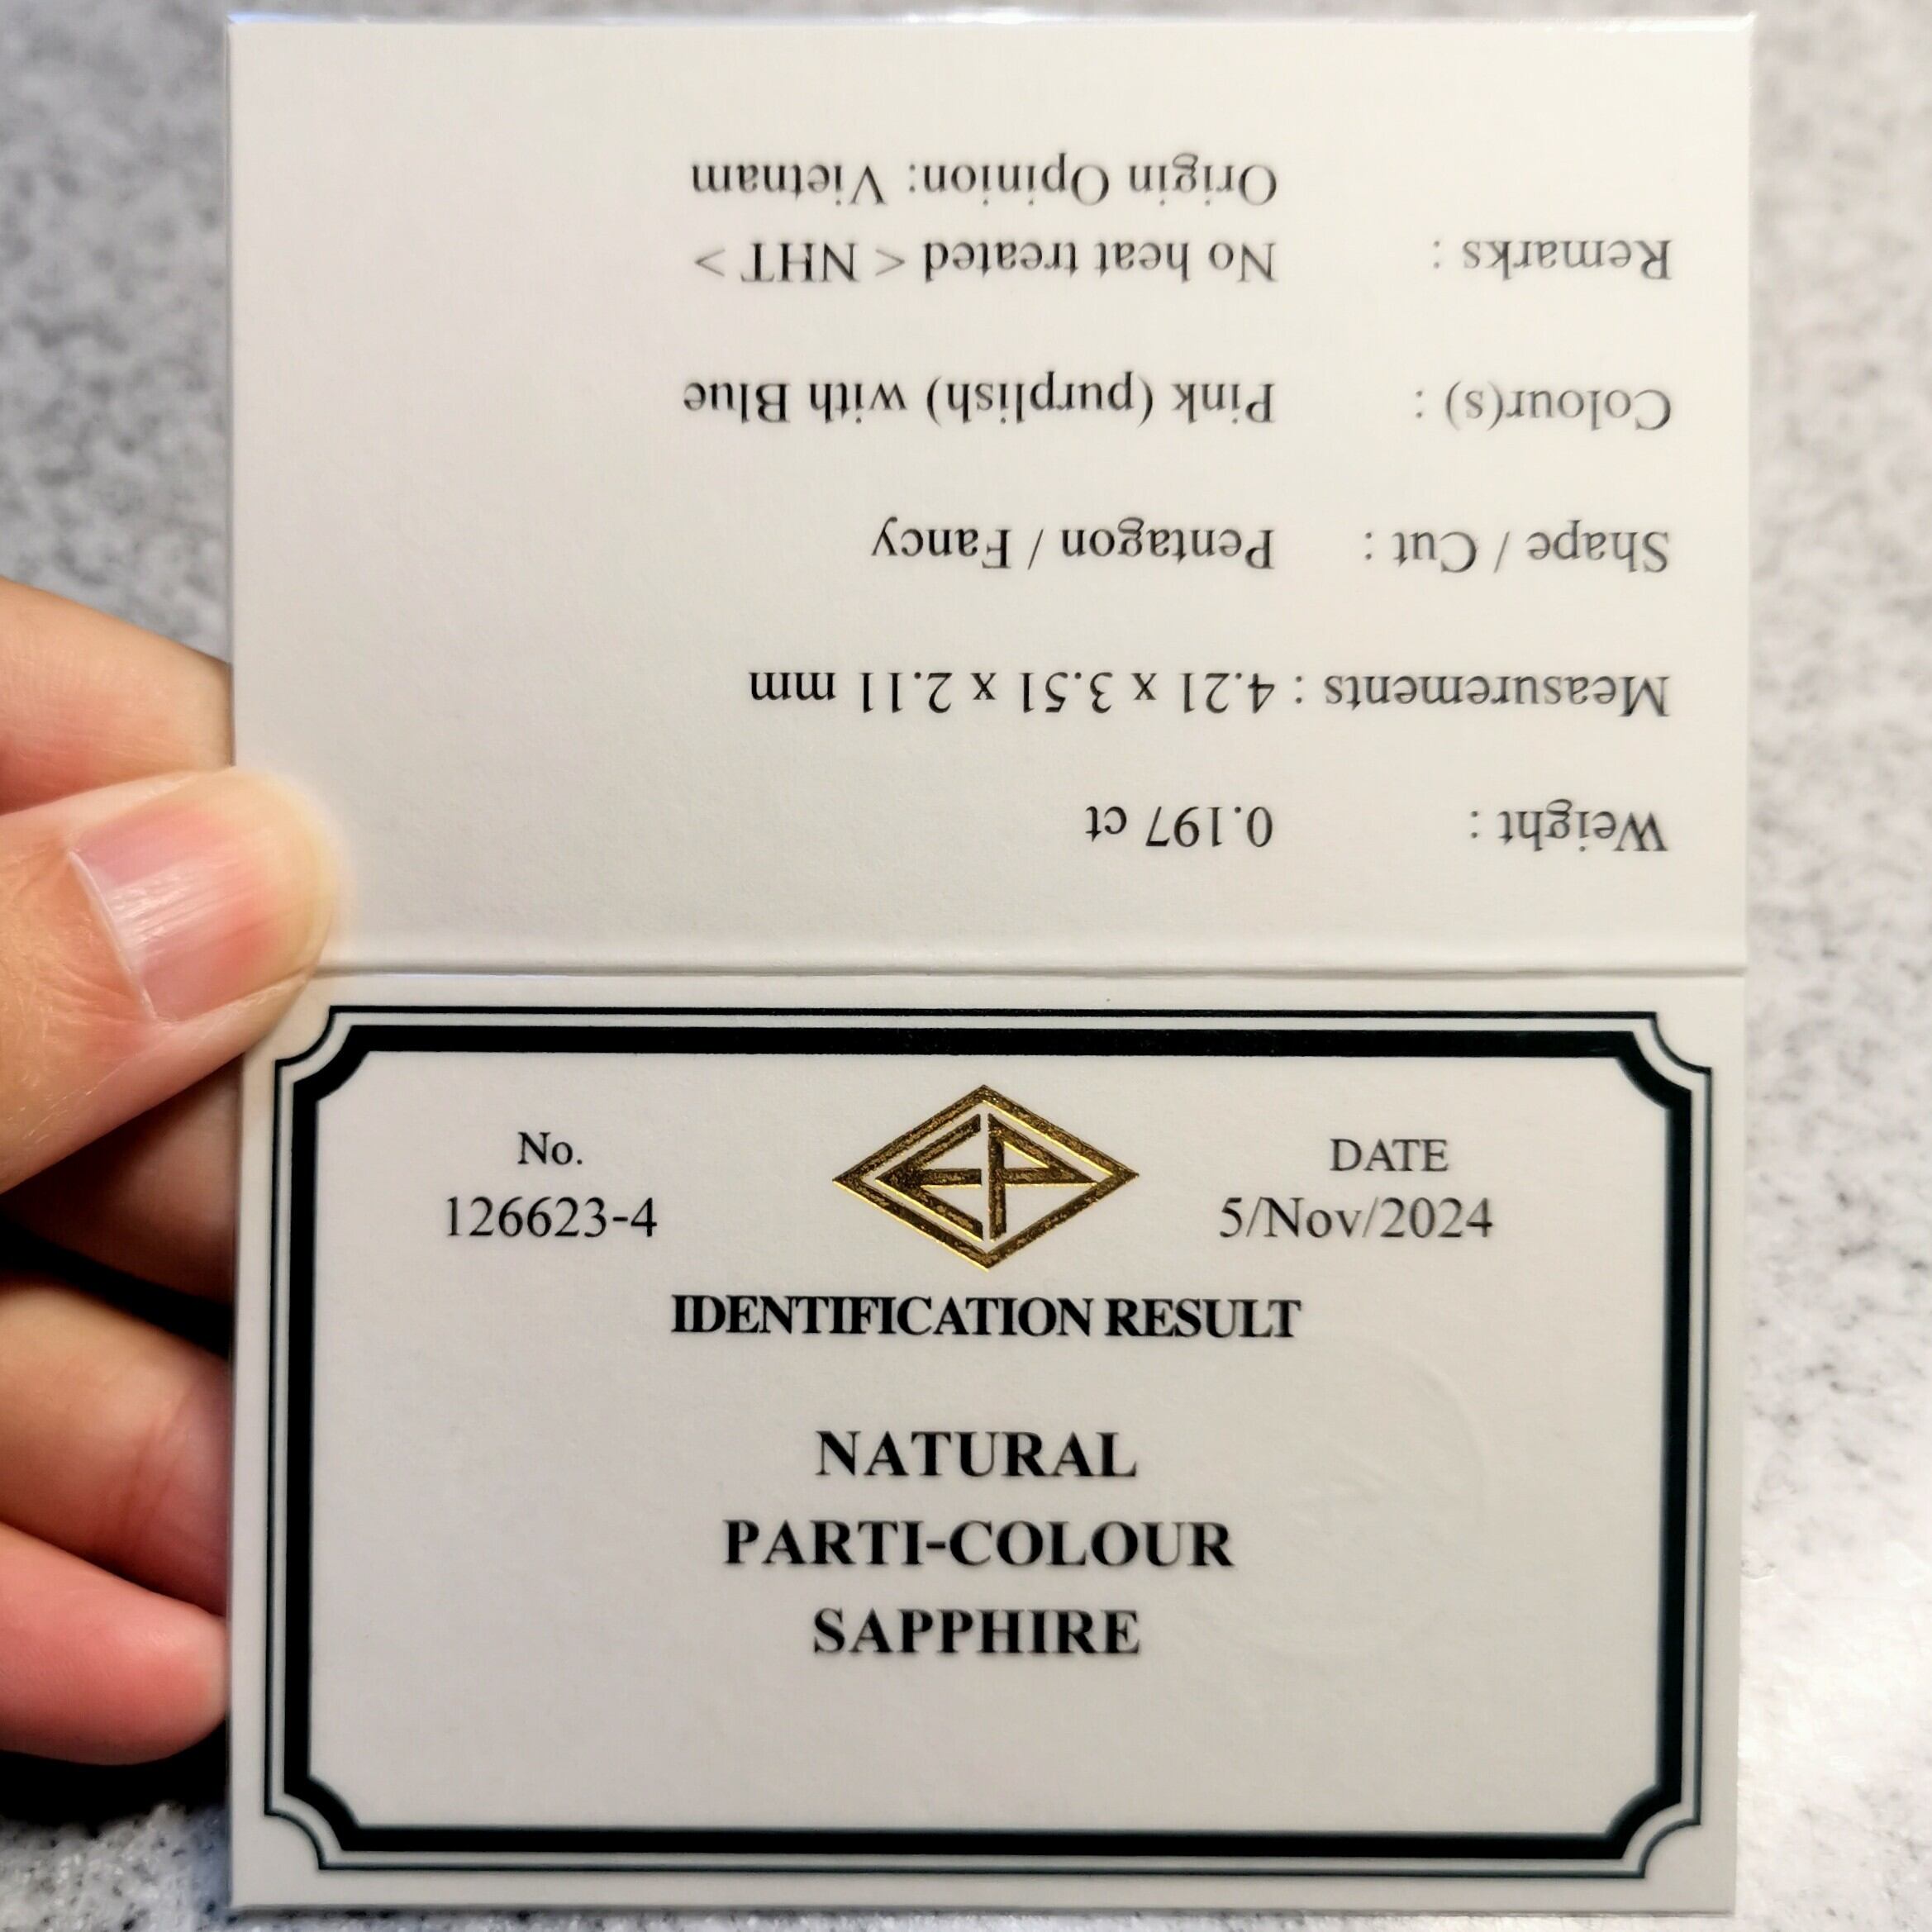 Weight : 0.197 ct
Measurements : 4.21 x 3.51 x 2.11 mm
Shape / Cut : Pentagon / Fancy
Colour(s) : Pink (purplish) with Blue
Remarks : No heat treated < NHT >
Origin Opinion: Vietnam
No. EP DATE
126623-4 5/Nov/2024
IDENTIFICATION RESULT
NATURAL
PARTI-COLOUR
SAPPHIRE